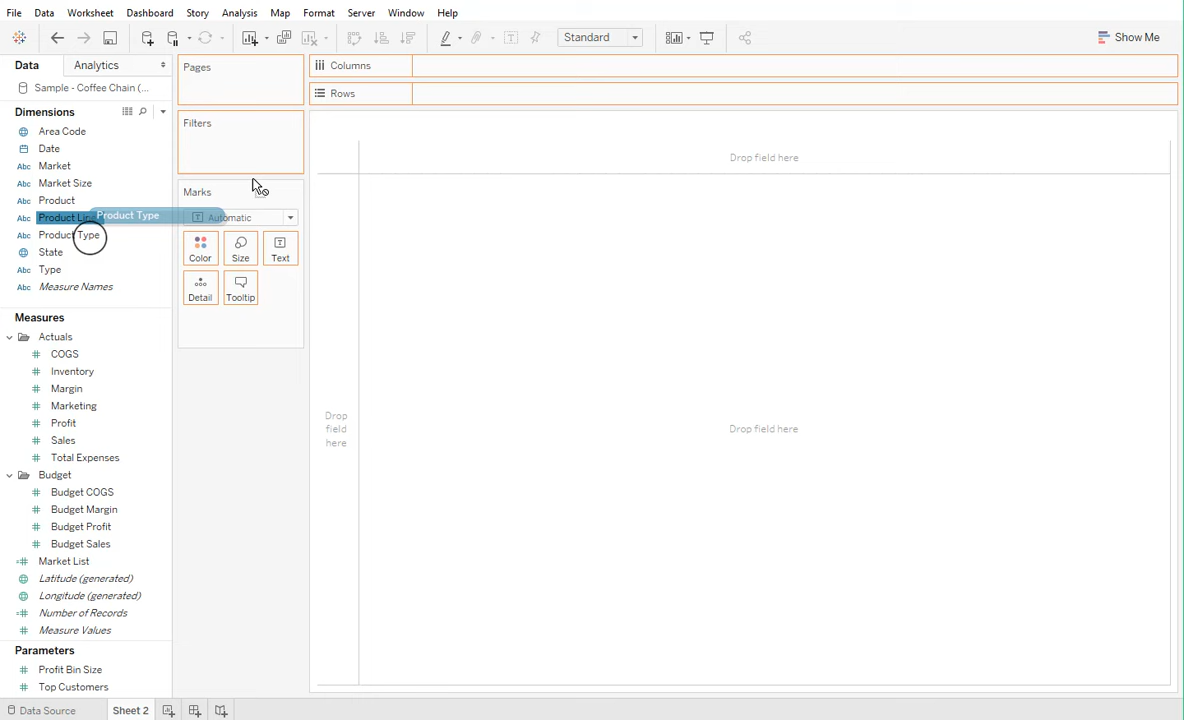 File Data Worksheet Dashboard Story Analysis Map Format Server Window Help
Standard
Show Me
Data Analytics
Sample - Coffee Chain (...
Dimensions
Area Code
Date
Market
Market Size
Product
Product Line
Product Type
State
Type
Measure Names
Measures
Actuals
COGS
Inventory
Margin
Marketing
Profit
Sales
Total Expenses
Budget
Budget COGS
Budget Margin
Budget Profit
Budget Sales
Market List
Latitude (generated)
Longitude (generated)
Number of Records
Measure Values
Parameters
Profit Bin Size
Top Customers
Product Type
Pages
Filters
Marks
Automatic
Color Size Text
Detail Tooltip
Columns
Rows
Drop field here
Drop
field
here
Drop field here
Data Source Sheet 2